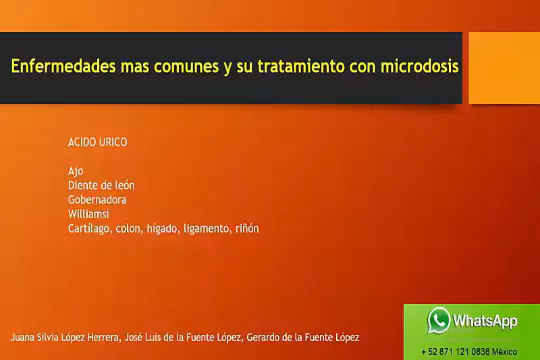 Enfermedades mas comunes y su tratamiento con microdosis
ACIDO URICO
Ajo
Diente de león
Gobernadora
Williamsi
Cartílago, colon, hígado, ligamento, riñón
WhatsApp
Juana Silvia López Herrera, José Luis de la Fuente López, Gerardo de la Fuente López
+ 52 871 121 0838 México